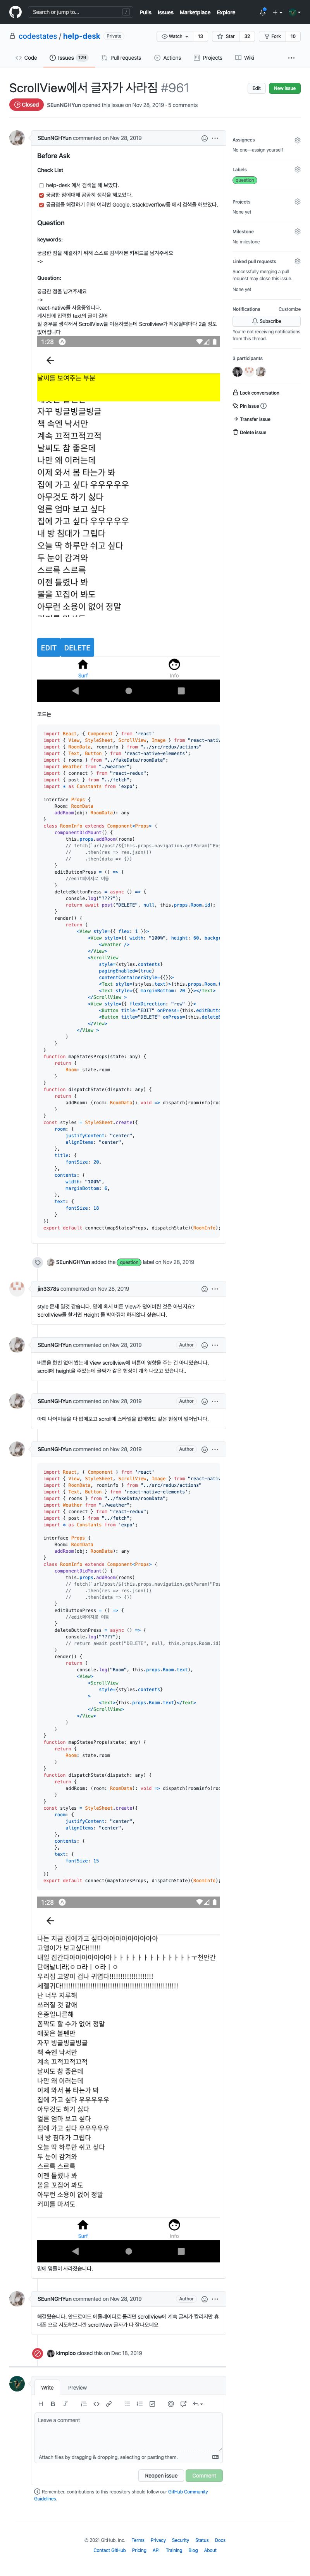 Search or jump to...
/
Pulls Issues Marketplace Explore
codestates / help-desk Private
Watch 13 Star 32 Fork 16
Code Issues 129 Pull requests Actions Projects Wiki ...
ScrollView에서 글자가 사라짐 #961
Edit New issue
Closed SEunNGHYun opened this issue on Nov 28, 2019 · 5 comments
SEunNGHYun commented on Nov 28, 2019
Before Ask
Check List
help-desk 에서 검색을 해 보았다.
궁금한 점에대해 곰곰히 생각을 해보았다.
궁금점을 해결하기 위해 여러번 Google, Stackoverflow등 에서 검색을 해보았다.
Question
keywords:
궁금한 점을 해결하기 위해 스스로 검색해본 키워드를 남겨주세요
->
Question:
궁금한 점을 남겨주세요
->
react-native를 사용중입니다.
게시판에 입력한 text의 글이 길어
질 경우를 생각해서 ScrollView를 이용하였는데 ScrollView가 적용될때마다 2줄 정도
없어집니다
1:28
날씨를 보여주는 부분
자꾸 빙글빙글빙글
책 속엔 낙서만
계속 끄적끄적끄적
날씨도 참 좋은데
나만 왜 이러는데
이제 와서 봄 타는가 봐
집에 가고 싶다 우우우우우
아무것도 하기 싫다
얼른 엄마 보고 싶다
집에 가고 싶다 우우우우우
내 방 침대가 그립다
오늘 딱 하루만 쉬고 싶다
두 눈이 감겨와
스르륵 스르륵
이젠 틀렸나 봐
볼을 꼬집어 봐도
아무런 소용이 없어 정말
EDIT DELETE
Surf Info
코드는
import React, { Component } from 'react'
import { View, StyleSheet, ScrollView, Image } from "react-nativ
import { RoomData, roominfo } from "../src/redux/actions"
import { Text, Button } from 'react-native-elements';
import { rooms } from "../fakeData/roomData";
import Weather from "./weather";
import { connect } from "react-redux";
import { post } from "../fetch";
import * as Constants from 'expo';
interface Props {
Room: RoomData
addRoom(obj: RoomData): any
}
class RoomInfo extends Component<Props> {
componentDidMount() {
this.props.addRoom(rooms)
// fetch(`url/post/${this.props.navigation.getParam("Pos
// .then(res => res.json())
// .then(data => {})
}
editButtonPress = () => {
//edit페이지로 이동
}
deleteButtonPress = async () => {
console.log("????");
return await post("DELETE", null, this.props.Room.id);
}
render() {
return (
<View style={{ flex: 1 }}>
<View style={{ width: "100%", height: 60, backgr
<Weather />
</View>
<ScrollView
style={styles.contents}
pagingEnabled={true}
contentContainerStyle={{}}>
<Text style={styles.text}>{this.props.Room.t
<Text style={{ marginBottom: 20 }}></Text>
</ScrollView >
<View style={{ flexDirection: "row" }}>
<Button title="EDIT" onPress={this.editButto
<Button title="DELETE" onPress={this.deleteB
</View>
</View >
)
}
}
function mapStatesProps(state: any) {
return {
Room: state.room
}
}
function dispatchState(dispatch: any) {
return {
addRoom: (room: RoomData): void => dispatch(roominfo(roo
}
}
const styles = StyleSheet.create({
room: {
justifyContent: "center",
alignItems: "center",
},
title: {
fontSize: 20,
},
contents: {
width: "100%",
marginBottom: 6,
},
text: {
fontSize: 18
}
})
export default connect(mapStatesProps, dispatchState)(RoomInfo);
SEunNGHYun added the question label on Nov 28, 2019
jin3378s commented on Nov 28, 2019
style 문제 일것 같습니다. 밑에 혹시 버튼 View가 덮어버린 것은 아닌지요?
ScrollView를 할거면 Height 를 박아줘야 하지않나 싶습니다.
SEunNGHYun commented on Nov 28, 2019 Author
버튼을 한번 없애 봤는데 View scrollview에 버튼이 영향을 주는 건 아니였습니다.
scroll에 height을 주었는데 글짜가 같은 현상이 계속 나오고 있습니다..
SEunNGHYun commented on Nov 28, 2019 Author
아예 나머지들을 다 없애보고 scroll에 스타일을 없애봐도 같은 현상이 일어납니다.
SEunNGHYun commented on Nov 28, 2019 Author
import React, { Component } from 'react'
import { View, StyleSheet, ScrollView, Image } from "react-nativ
import { RoomData, roominfo } from "../src/redux/actions"
import { Text, Button } from 'react-native-elements';
import { rooms } from "../fakeData/roomData";
import Weather from "./weather";
import { connect } from "react-redux";
import { post } from "../fetch";
import * as Constants from 'expo';
interface Props {
Room: RoomData
addRoom(obj: RoomData): any
}
class RoomInfo extends Component<Props> {
componentDidMount() {
this.props.addRoom(rooms)
// fetch(`url/post/${this.props.navigation.getParam("Pos
// .then(res => res.json())
// .then(data => {})
}
editButtonPress = () => {
//edit페이지로 이동
}
deleteButtonPress = async () => {
console.log("????");
// return await post("DELETE", null, this.props.Room.id)
}
render() {
return (
console.log("Room", this.props.Room.text),
<View>
<ScrollView
style={styles.contents}
>
<Text>{this.props.Room.text}</Text>
</ScrollView>
</View>
)
}
}
function mapStatesProps(state: any) {
return {
Room: state.room
}
}
function dispatchState(dispatch: any) {
return {
addRoom: (room: RoomData): void => dispatch(roominfo(roo
}
}
const styles = StyleSheet.create({
room: {
justifyContent: "center",
alignItems: "center",
},
contents: {
},
text: {
fontSize: 15
}
})
export default connect(mapStatesProps, dispatchState)(RoomInfo);
1:28
나는 지금 집애가고 싶다아아아아아아아아아
고영이가 보고싶다!!!!!!
우리집 고양이 겁나 귀엽다!!!!!!!!!!!!!!!!!!!!!
난 너무 지루해
쓰러질 것 같애
온종일나른해
꼼짝도 할 수가 없어 정말
애꿎은 볼펜만
자꾸 빙글빙글빙글
책 속엔 낙서만
계속 끄적끄적끄적
날씨도 참 좋은데
나만 왜 이러는데
이제 와서 봄 타는가 봐
집에 가고 싶다 우우우우우
아무것도 하기 싫다
얼른 엄마 보고 싶다
집에 가고 싶다 우우우우우
내 방 침대가 그립다
오늘 딱 하루만 쉬고 싶다
두 눈이 감겨와
스르륵 스르륵
이젠 틀렸나 봐
볼을 꼬집어 봐도
아무런 소용이 없어 정말
커피를 마셔도
Surf Info
밑에 몇줄이 사라졌습니다.
SEunNGHYun commented on Nov 28, 2019 Author
해결됬습니다. 안드로이드 에뮬레이터로 돌리면 scrollView에 계속 글씨가 짤리지만 휴
대폰 으로 시도해보니깐 scrollView 글자가 다 잘나오네요
kimploo closed this on Dec 18, 2019
Write Preview
Leave a comment
Attach files by dragging & dropping, selecting or pasting them.
Reopen issue Comment
Remember, contributions to this repository should follow our GitHub Community
Guidelines.
Assignees
No one—assign yourself
Labels
question
Projects
None yet
Milestone
No milestone
Linked pull requests
Successfully merging a pull
request may close this issue.
None yet
Notifications Customize
Subscribe
You're not receiving notifications
from this thread.
3 participants
Lock conversation
Pin issue
Transfer issue
Delete issue
© 2021 GitHub, Inc. Terms Privacy Security Status Docs
Contact GitHub Pricing API Training Blog About